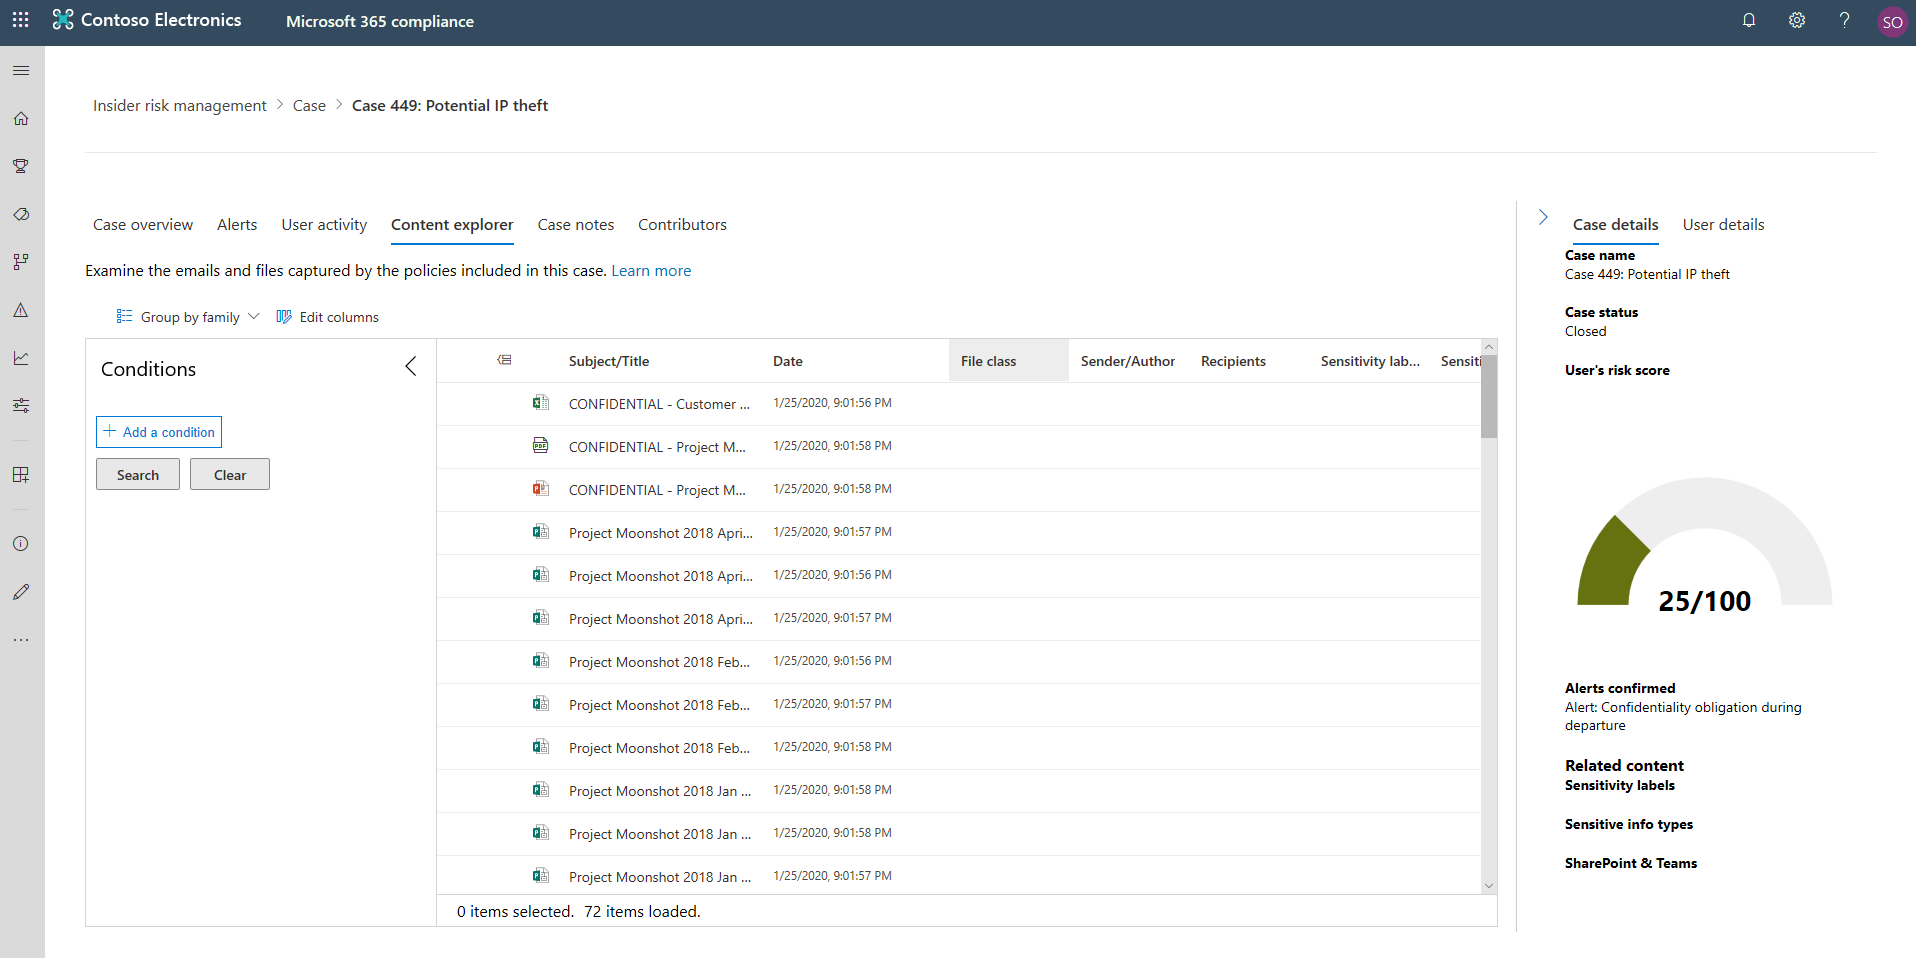 Contoso Electronics Microsoft 365 compliance SO
Insider risk management > Case > Case 449: Potential IP theft
Case overview Alerts User activity Content explorer Case notes Contributors
Examine the emails and files captured by the policies included in this case. Learn more
Group by family Edit columns
Conditions
+ Add a condition
Search Clear
Subject/Title Date File class Sender/Author Recipients Sensitivity lab... Sensiti
CONFIDENTIAL - Customer ... 1/25/2020, 9:01:56 PM
CONFIDENTIAL - Project M... 1/25/2020, 9:01:58 PM
CONFIDENTIAL - Project M... 1/25/2020, 9:01:58 PM
Project Moonshot 2018 Apri... 1/25/2020, 9:01:57 PM
Project Moonshot 2018 Apri... 1/25/2020, 9:01:56 PM
Project Moonshot 2018 Apri... 1/25/2020, 9:01:57 PM
Project Moonshot 2018 Feb... 1/25/2020, 9:01:56 PM
Project Moonshot 2018 Feb... 1/25/2020, 9:01:57 PM
Project Moonshot 2018 Feb... 1/25/2020, 9:01:58 PM
Project Moonshot 2018 Jan ... 1/25/2020, 9:01:58 PM
Project Moonshot 2018 Jan ... 1/25/2020, 9:01:58 PM
Project Moonshot 2018 Jan ... 1/25/2020, 9:01:57 PM
0 items selected. 72 items loaded.
Case details User details
Case name
Case 449: Potential IP theft
Case status
Closed
User's risk score
25/100
Alerts confirmed
Alert: Confidentiality obligation during
departure
Related content
Sensitivity labels
Sensitive info types
SharePoint & Teams